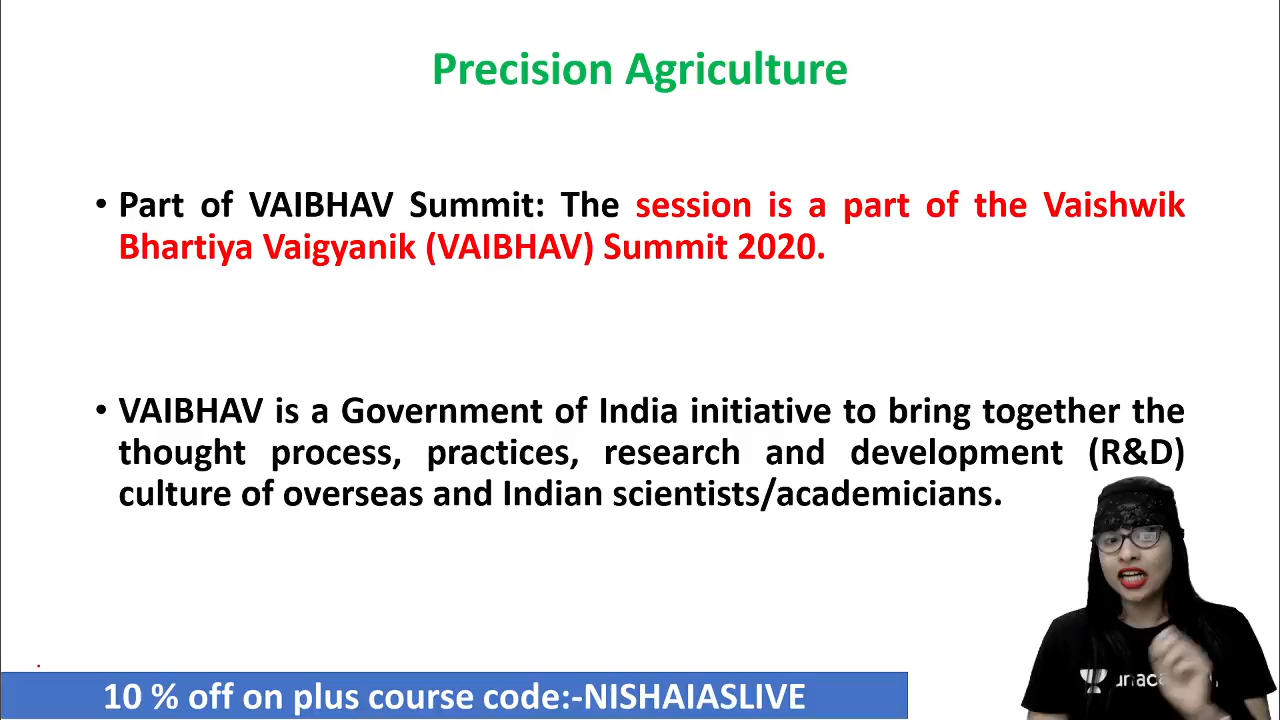 Precision Agriculture
• Part of VAIBHAV Summit: The session is a part of the Vaishwik
Bhartiya Vaigyanik (VAIBHAV) Summit 2020.
• VAIBHAV is a Government of India initiative to bring together the
thought process, practices, research and development (R&D)
culture of overseas and Indian scientists/academicians.
10 % off on plus course code:-NISHAIASLIVE